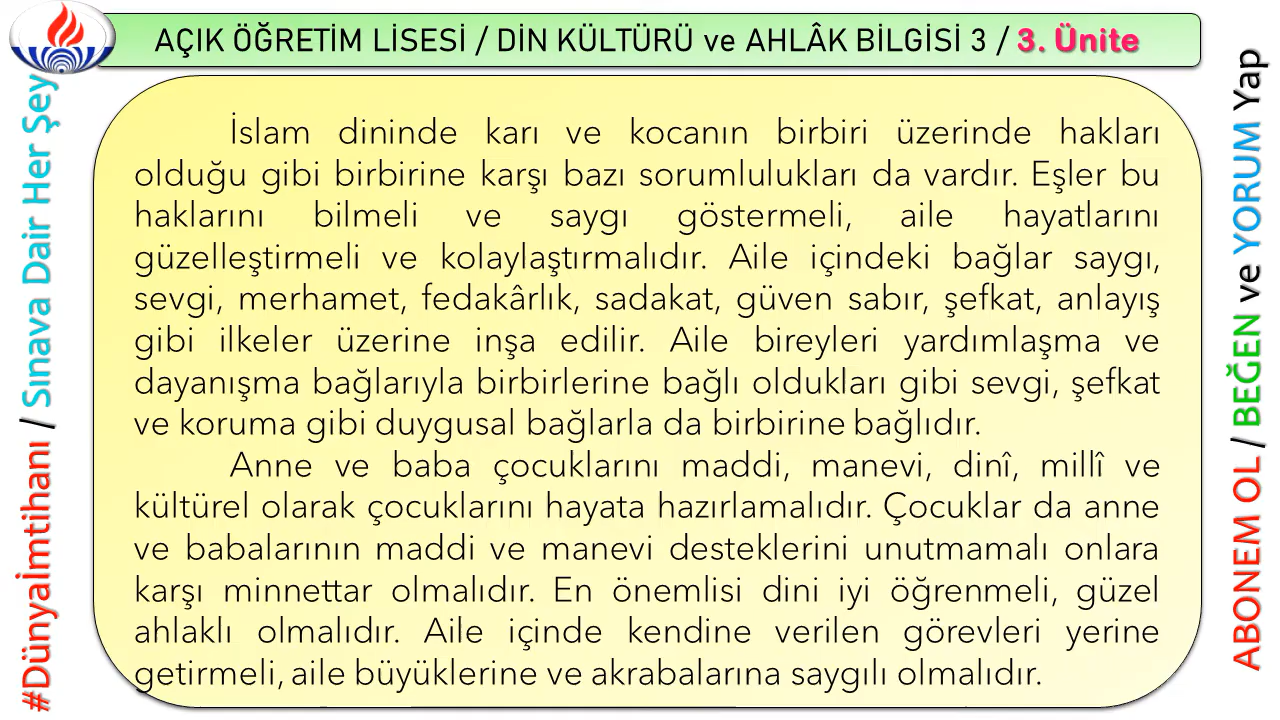 AÇIK ÖĞRETİM LİSESİ / DİN KÜLTÜRÜ ve AHLÂK BİLGİSİ 3 / 3. Ünite
#Dünyaİmtihanı / Sınava Dair Her Şey
İslam dininde karı ve kocanın birbiri üzerinde hakları
olduğu gibi birbirine karşı bazı sorumlulukları da vardır. Eşler bu
haklarını bilmeli ve saygı göstermeli, aile hayatlarını
güzelleştirmeli ve kolaylaştırmalıdır. Aile içindeki bağlar saygı,
sevgi, merhamet, fedakârlık, sadakat, güven sabır, şefkat, anlayış
gibi ilkeler üzerine inşa edilir. Aile bireyleri yardımlaşma ve
dayanışma bağlarıyla birbirlerine bağlı oldukları gibi sevgi, şefkat
ve koruma gibi duygusal bağlarla da birbirine bağlıdır.
Anne ve baba çocuklarını maddi, manevi, dinî, millî ve
kültürel olarak çocuklarını hayata hazırlamalıdır. Çocuklar da anne
ve babalarının maddi ve manevi desteklerini unutmamalı onlara
karşı minnettar olmalıdır. En önemlisi dini iyi öğrenmeli, güzel
ahlaklı olmalıdır. Aile içinde kendine verilen görevleri yerine
getirmeli, aile büyüklerine ve akrabalarına saygılı olmalıdır.
ABONEM OL / BEĞEN ve YORUM Yap